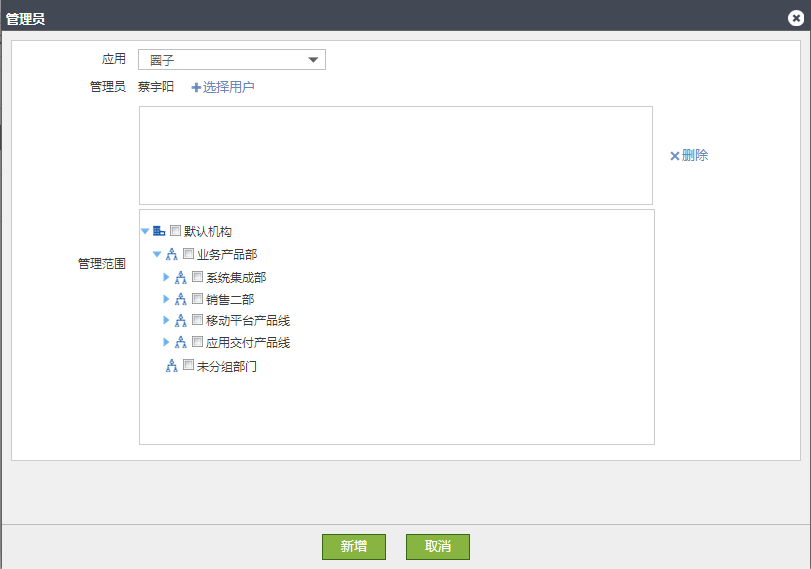 管理员
应用 圈子
管理员 蔡宇阳 选择用户
删除
管理范围
默认机构
业务产品部
系统集成部
销售二部
移动平台产品线
应用交付产品线
未分组部门
新增 取消